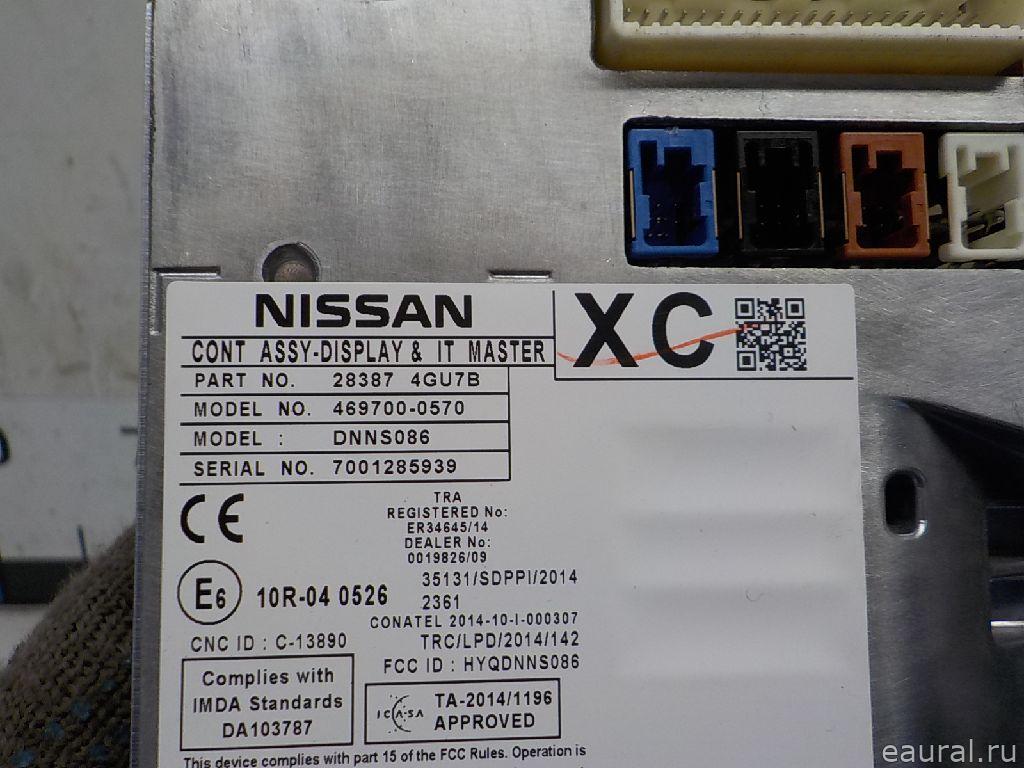 NISSAN
XC
CONT ASSY-DISPLAY & IT MASTER
PART NO. 28387 4GU7B
MODEL NO. 469700-0570
MODEL : DNNS086
SERIAL NO. 7001285939
CE
TRA
REGISTERED No:
ER34645/14
DEALER No:
0019826/09
35131/SDPPI/2014
2361
E6 10R-04 0526
CONATEL 2014-10-I-000307
CNC ID : C-13890
TRC/LPD/2014/142
FCC ID : HYQDNNS086
Complies with
IMDA Standards
DA103787
ICASA
TA-2014/1196
APPROVED
This device complies with part 15 of the FCC Rules. Operation is
eaural.ru